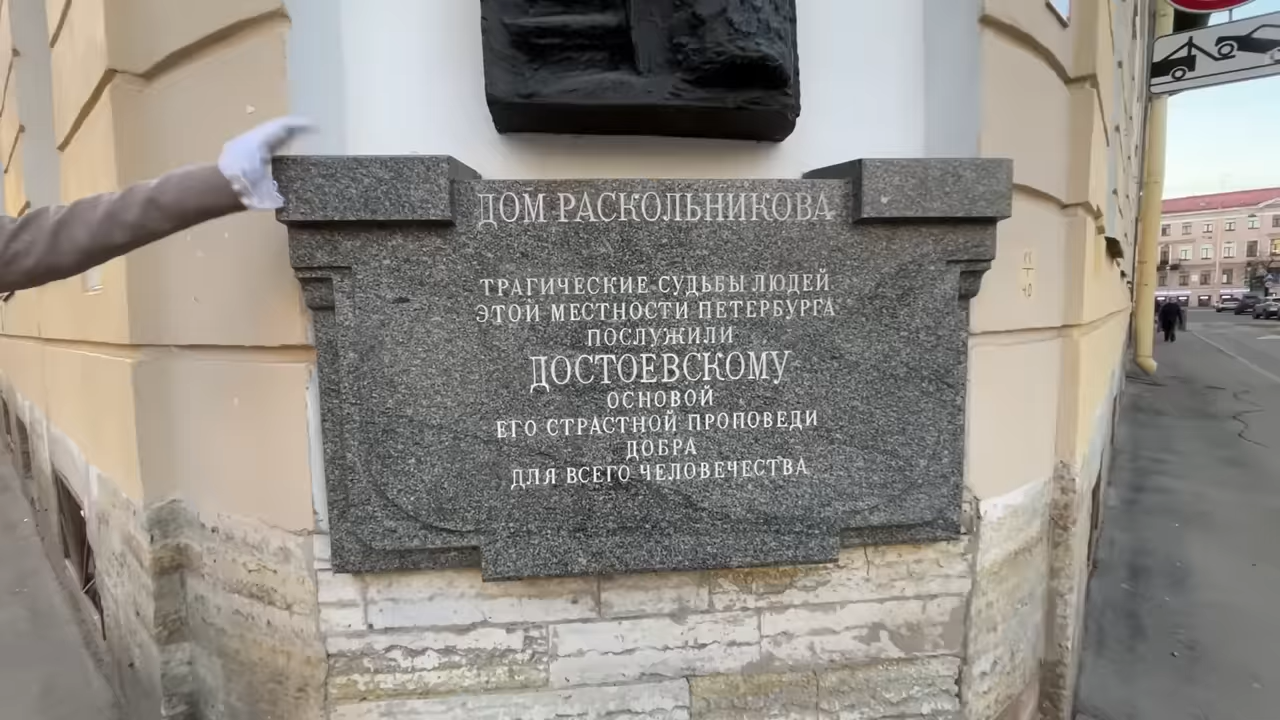 ДОМ РАСКОЛЬНИКОВА
ТРАГИЧЕСКИЕ СУДЬБЫ ЛЮДЕЙ
ЭТОЙ МЕСТНОСТИ ПЕТЕРБУРГА
ПОСЛУЖИЛИ
ДОСТОЕВСКОМУ
ОСНОВОЙ
ЕГО СТРАСТНОЙ ПРОПОВЕДИ
ДОБРА
ДЛЯ ВСЕГО ЧЕЛОВЕЧЕСТВА